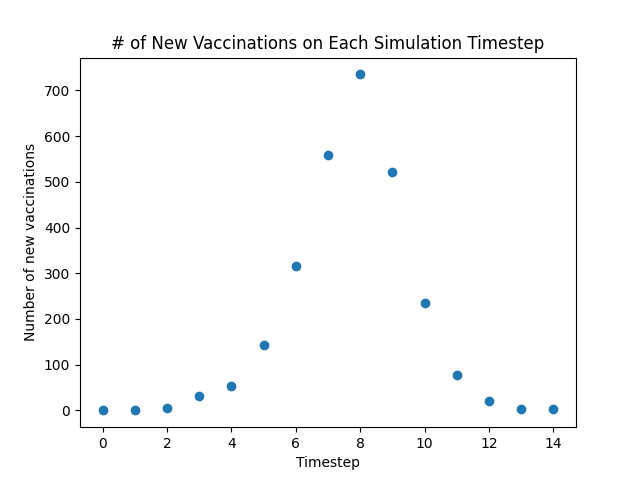 # of New Vaccinations on Each Simulation Timestep
Number of new vaccinations
700
600
500
400
300
200
100
0
0 2 4 6 8 10 12 14
Timestep